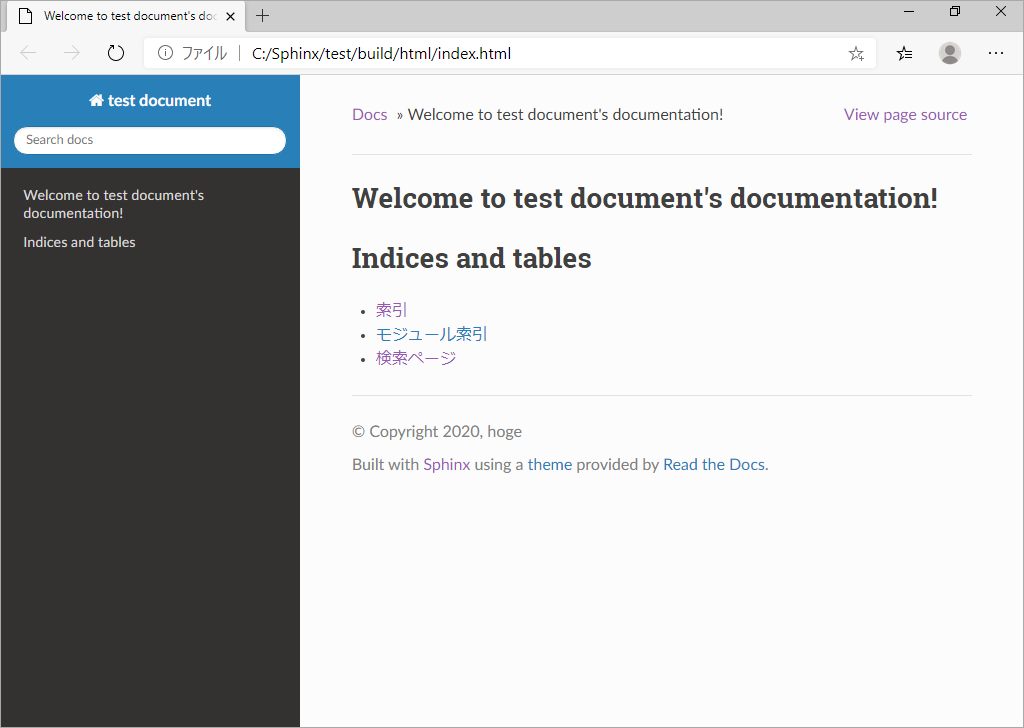 Welcome to test document's do
ファイル C:/Sphinx/test/build/html/index.html
test document
Search docs
Welcome to test document's
documentation!
Indices and tables
Docs » Welcome to test document's documentation! View page source
Welcome to test document's documentation!
Indices and tables
索引
モジュール索引
検索ページ
© Copyright 2020, hoge
Built with Sphinx using a theme provided by Read the Docs.